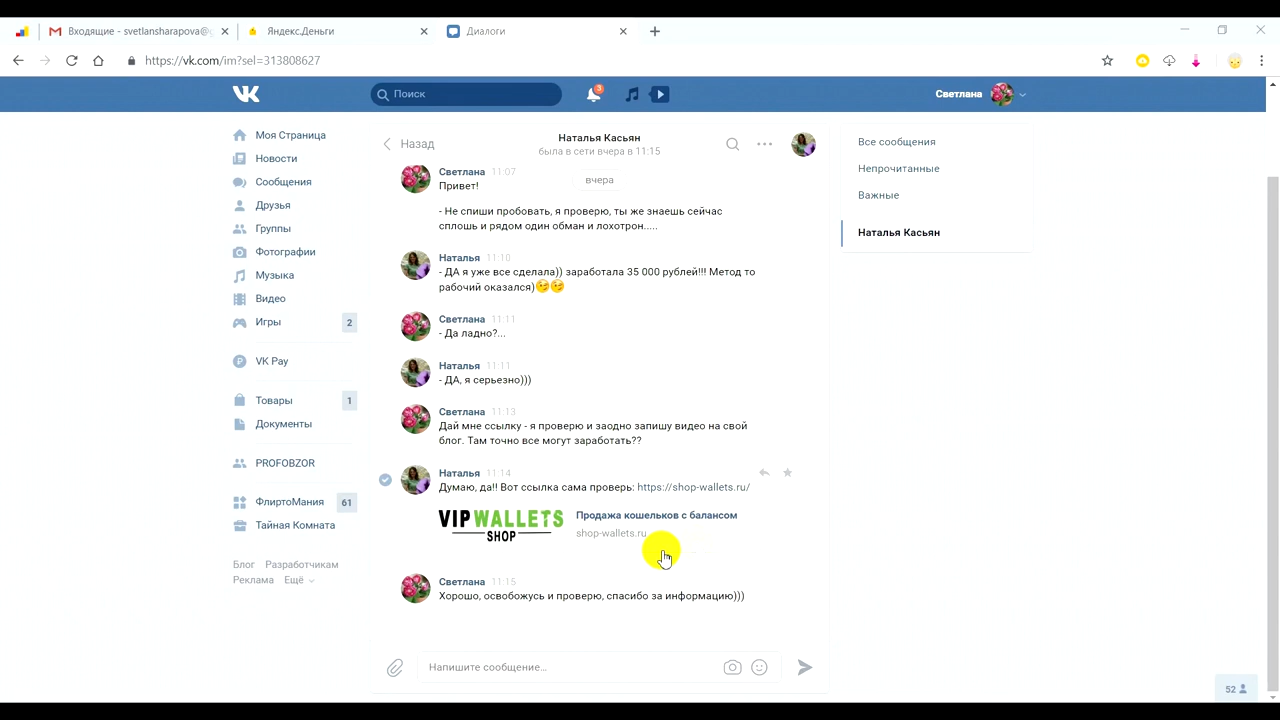 Входящие - svetlansharapova@
Яндекс.Деньги
Диалоги
https://vk.com/im?sel=313808627
Поиск
3
Светлана
Моя Страница
Новости
Сообщения
Друзья
Группы
Фотографии
Музыка
Видео
Игры 2
VK Pay
Товары 1
Документы
PROFOBZOR
ФлиртоМания 61
Тайная Комната
Блог Разработчикам
Реклама Ещё
Назад
Наталья Касьян
была в сети вчера в 11:15
вчера
Светлана 11:07
Привет!
- Не спиши пробовать, я проверю, ты же знаешь сейчас
сплошь и рядом один обман и лохотрон.....
Наталья 11:10
- ДА я уже все сделала)) заработала 35 000 рублей!!! Метод то
рабочий оказался)
Светлана 11:11
- Да ладно?...
Наталья 11:11
- ДА, я серьезно)))
Светлана 11:13
Дай мне ссылку - я проверю и заодно запишу видео на свой
блог. Там точно все могут заработать??
Наталья 11:14
Думаю, да!! Вот ссылка сама проверь: https://shop-wallets.ru/
VIPWALLETS
SHOP
Продажа кошельков с балансом
shop-wallets.ru
Светлана 11:15
Хорошо, освобожусь и проверю, спасибо за информацию)))
Напишите сообщение...
Все сообщения
Непрочитанные
Важные
Наталья Касьян
52